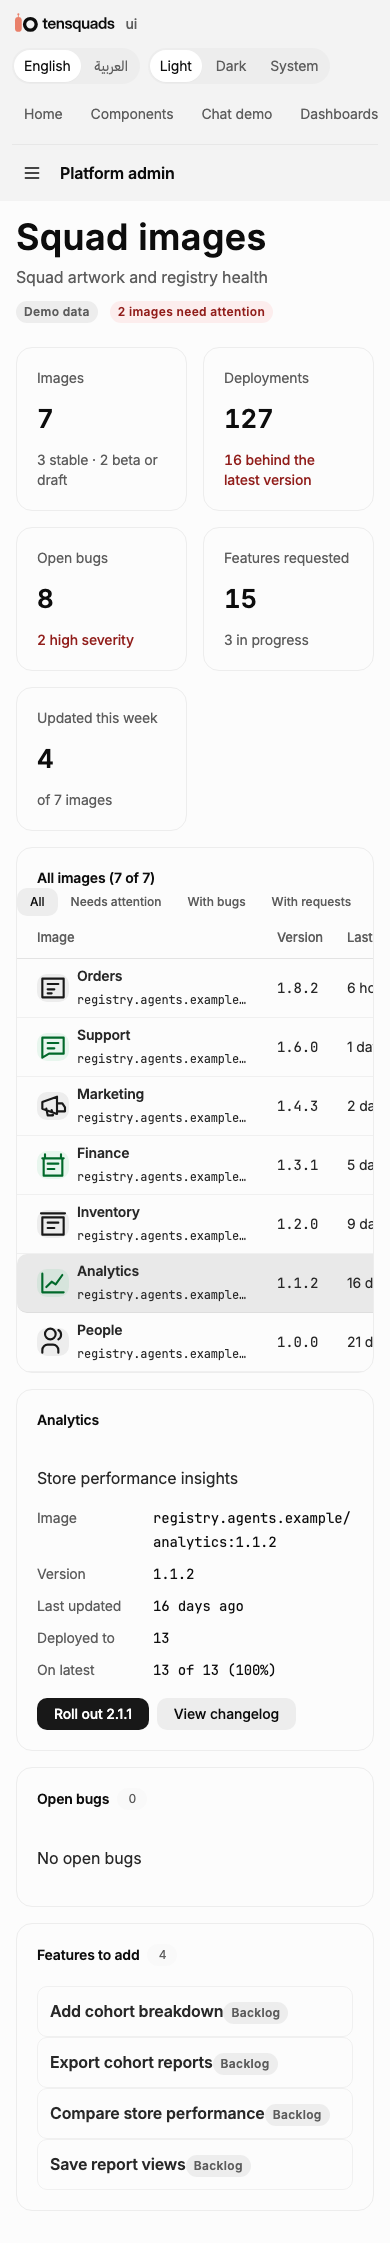 tensquads ui
English العربية Light Dark System
Home Components Chat demo Dashboards
Platform admin
Squad images
Squad artwork and registry health
Demo data 2 images need attention
Images
7
3 stable · 2 beta or
draft
Deployments
127
16 behind the
latest version
Open bugs
8
2 high severity
Features requested
15
3 in progress
Updated this week
4
of 7 images
All images (7 of 7)
All Needs attention With bugs With requests
Image Version Last
Orders
registry.agents.example…
1.8.2 6 ho
Support
registry.agents.example…
1.6.0 1 da
Marketing
registry.agents.example…
1.4.3 2 da
Finance
registry.agents.example…
1.3.1 5 da
Inventory
registry.agents.example…
1.2.0 9 da
Analytics
registry.agents.example…
1.1.2 16 d
People
registry.agents.example…
1.0.0 21 d
Analytics
Store performance insights
Image registry.agents.example/
analytics:1.1.2
Version 1.1.2
Last updated 16 days ago
Deployed to 13
On latest 13 of 13 (100%)
Roll out 2.1.1 View changelog
Open bugs 0
No open bugs
Features to add 4
Add cohort breakdown Backlog
Export cohort reports Backlog
Compare store performance Backlog
Save report views Backlog